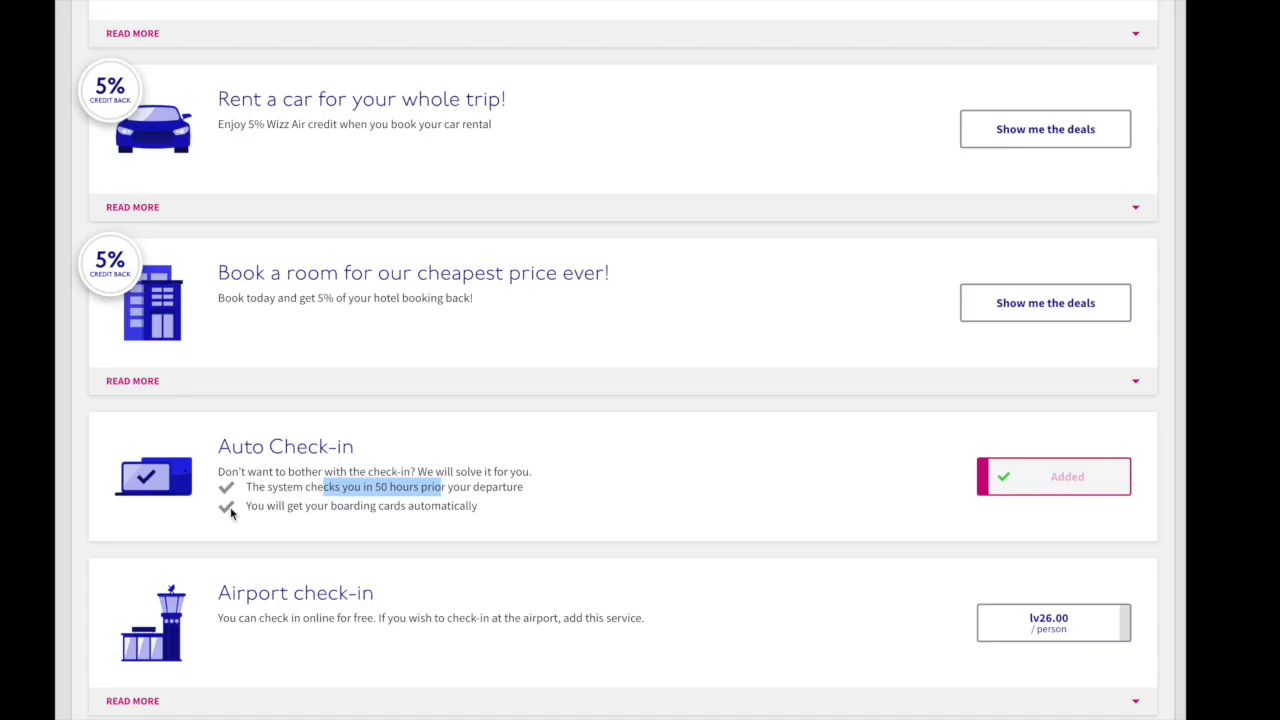 READ MORE
5%
CREDIT BACK
Rent a car for your whole trip!
Enjoy 5% Wizz Air credit when you book your car rental
Show me the deals
READ MORE
5%
CREDIT BACK
Book a room for our cheapest price ever!
Book today and get 5% of your hotel booking back!
Show me the deals
READ MORE
Auto Check-in
Don't want to bother with the check-in? We will solve it for you.
The system checks you in 50 hours prior your departure
You will get your boarding cards automatically
Added
Airport check-in
You can check in online for free. If you wish to check-in at the airport, add this service.
lv26.00
/ person
READ MORE